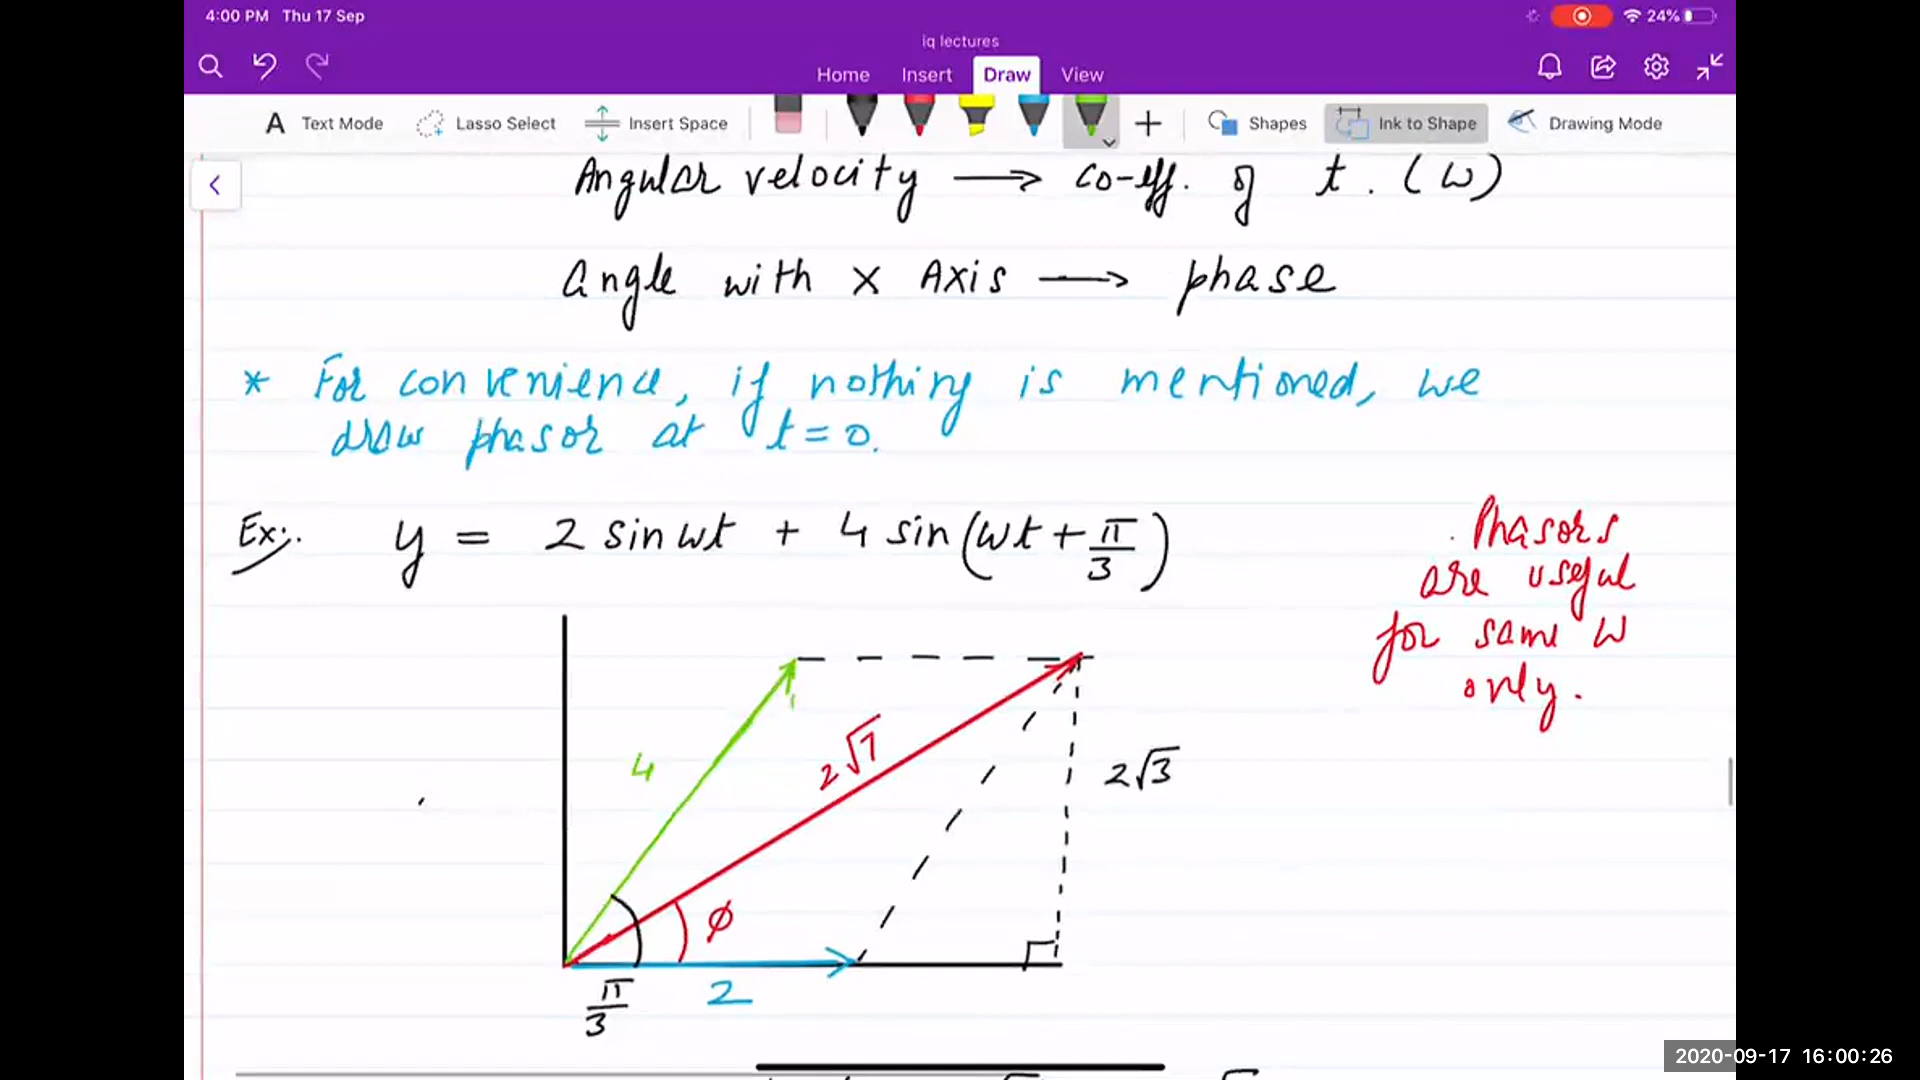 4:00 PM Thu 17 Sep
24%
iq lectures
Home Insert Draw View
A Text Mode Lasso Select Insert Space Shapes Ink to Shape Drawing Mode
Angular velocity → co-eff. of t. (ω)
Angle with X Axis → phase
* For convenience, if nothing is mentioned, we
draw phasor at t = 0.
Ex:. y = 2 sin ωt + 4 sin (ωt + π/3)
Phasors
are useful
for same ω
only.
4
2√7
2√3
φ
π/3
2
2020-09-17 16:00:26